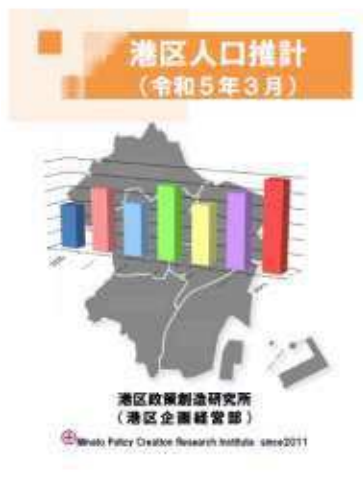 港区人口推計
（令和５年３月）
港区政策創造研究所
（港区企画経営部）
Minato Policy Creation Research Institute since2011